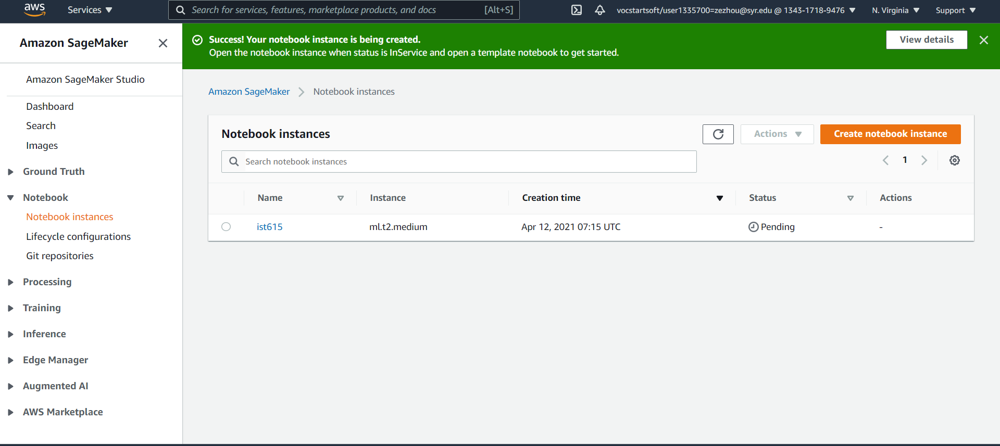 aws Services Search for services, features, marketplace products, and docs [Alt+S] vocstartsoft/user1335700=zezhou@syr.edu @ 1343-1718-9476 N. Virginia Support
Amazon SageMaker
Success! Your notebook instance is being created.
View details
Open the notebook instance when status is InService and open a template notebook to get started.
Amazon SageMaker Studio
Dashboard
Search
Images
Ground Truth
Notebook
Notebook instances
Lifecycle configurations
Git repositories
Processing
Training
Inference
Edge Manager
Augmented AI
AWS Marketplace
Amazon SageMaker Notebook instances
Notebook instances
Actions
Create notebook instance
Search notebook instances
1
Name Instance Creation time Status Actions
ist615 ml.t2.medium Apr 12, 2021 07:15 UTC Pending -